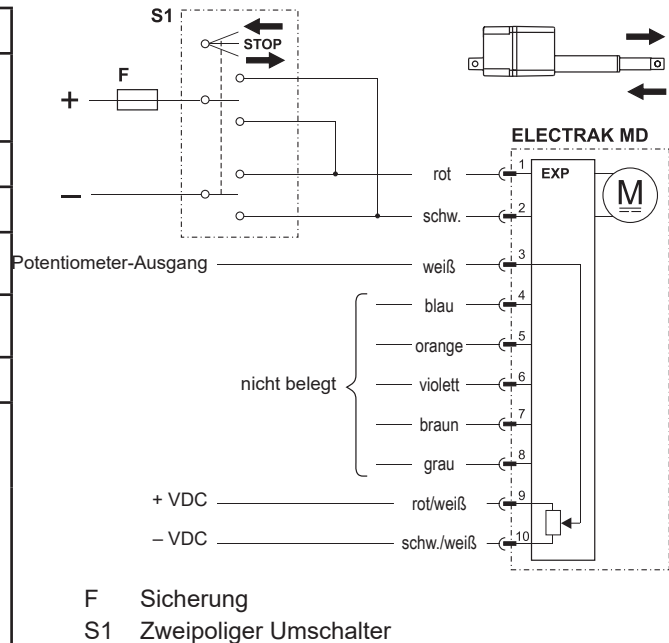 S1
STOP
F
+
–
ELECTRAK MD
EXP
M
rot 1
schw. 2
Potentiometer-Ausgang weiß 3
blau 4
orange 5
nicht belegt violett 6
braun 7
grau 8
+ VDC rot/weiß 9
– VDC schw./weiß 10
F Sicherung
S1 Zweipoliger Umschalter